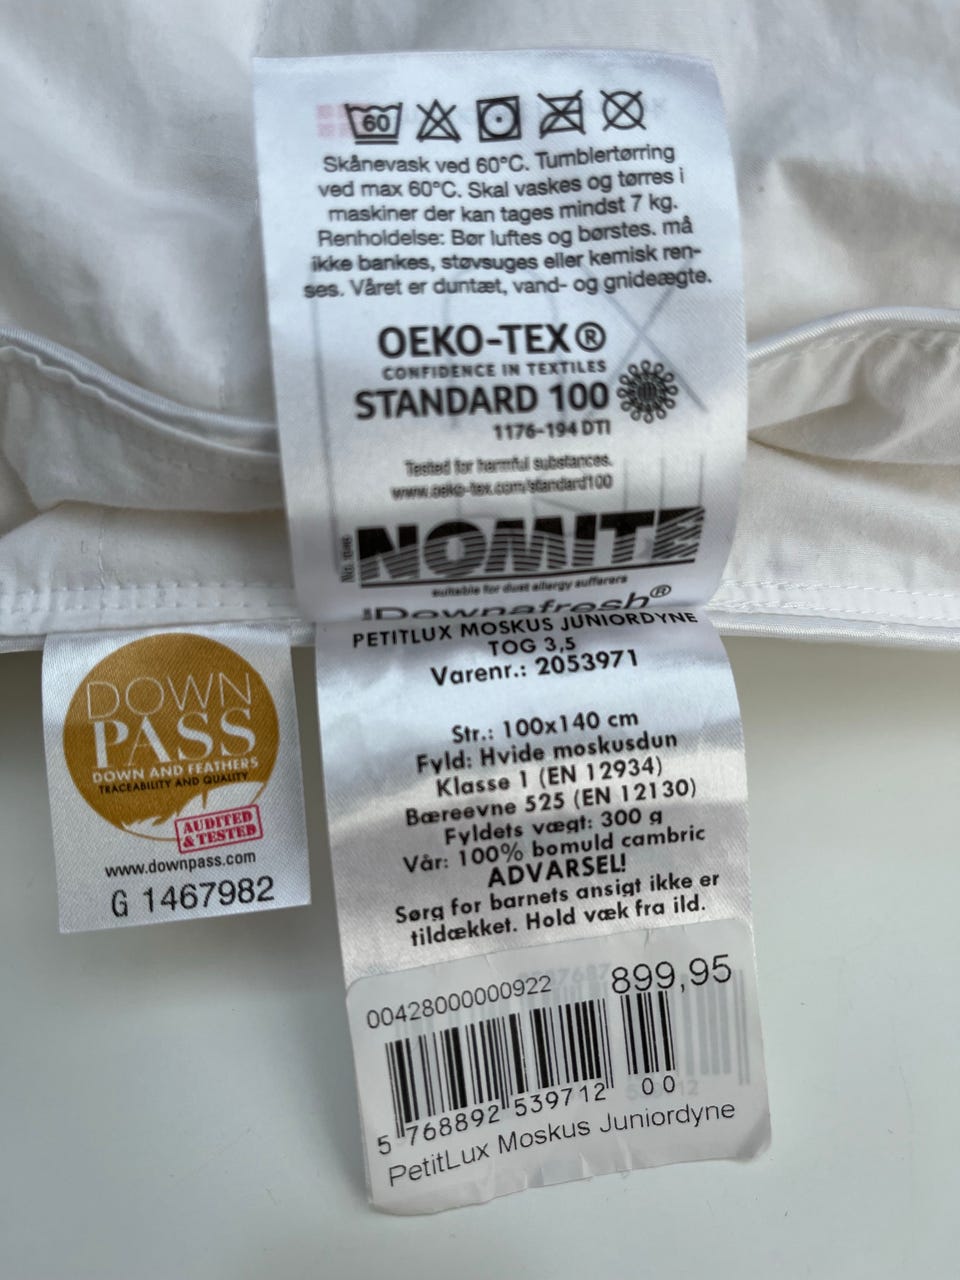 60
Skånevask ved 60°C. Tumblertørring
ved max 60°C. Skal vaskes og tørres i
maskiner der kan tages mindst 7 kg.
Renholdelse: Bør luftes og børstes. må
ikke bankes, støvsuges eller kemisk ren-
ses. Våret er duntæt, vand- og gnideægte.
OEKO-TEX®
CONFIDENCE IN TEXTILES
STANDARD 100
1176-194 DTI
Tested for harmful substances.
www.oeko-tex.com/standard100
NOMITE
suitable for dust allergy sufferers
Downafresh®
PETITLUX MOSKUS JUNIORDYNE
TOG 3,5
Varenr.: 2053971
Str.: 100x140 cm
Fyld: Hvide moskusdun
Klasse 1 (EN 12934)
Bæreevne 525 (EN 12130)
Fyldets vægt: 300 g
Vår: 100% bomuld cambric
ADVARSEL!
Sørg for barnets ansigt ikke er
tildækket. Hold væk fra ild.
00428000000922 899,95
5 768892 539712 00
PetitLux Moskus Juniordyne
DOWN
PASS
DOWN AND FEATHERS
TRACEABILITY AND QUALITY
AUDITED
& TESTED
www.downpass.com
G 1467982